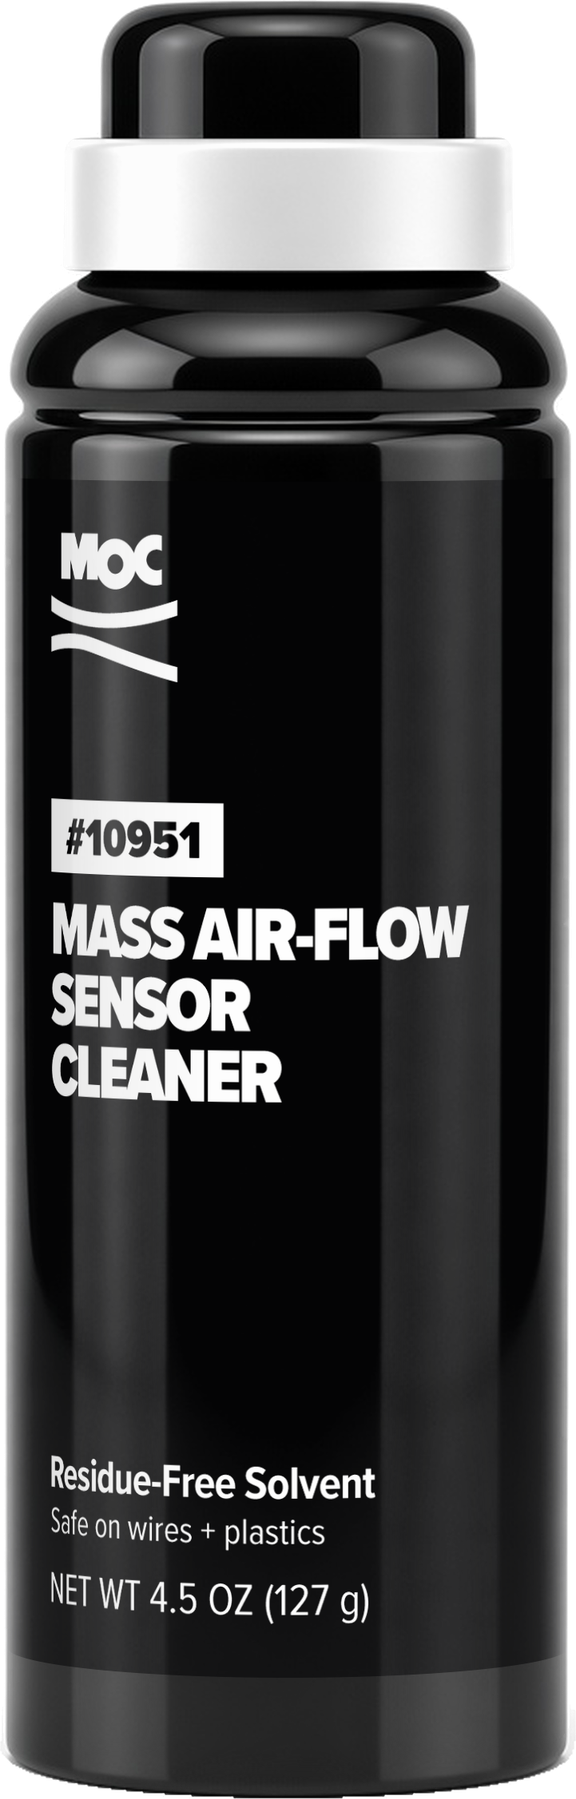 MOC
#10951
MASS AIR-FLOW
SENSOR
CLEANER
Residue-Free Solvent
Safe on wires + plastics
NET WT 4.5 OZ (127 g)